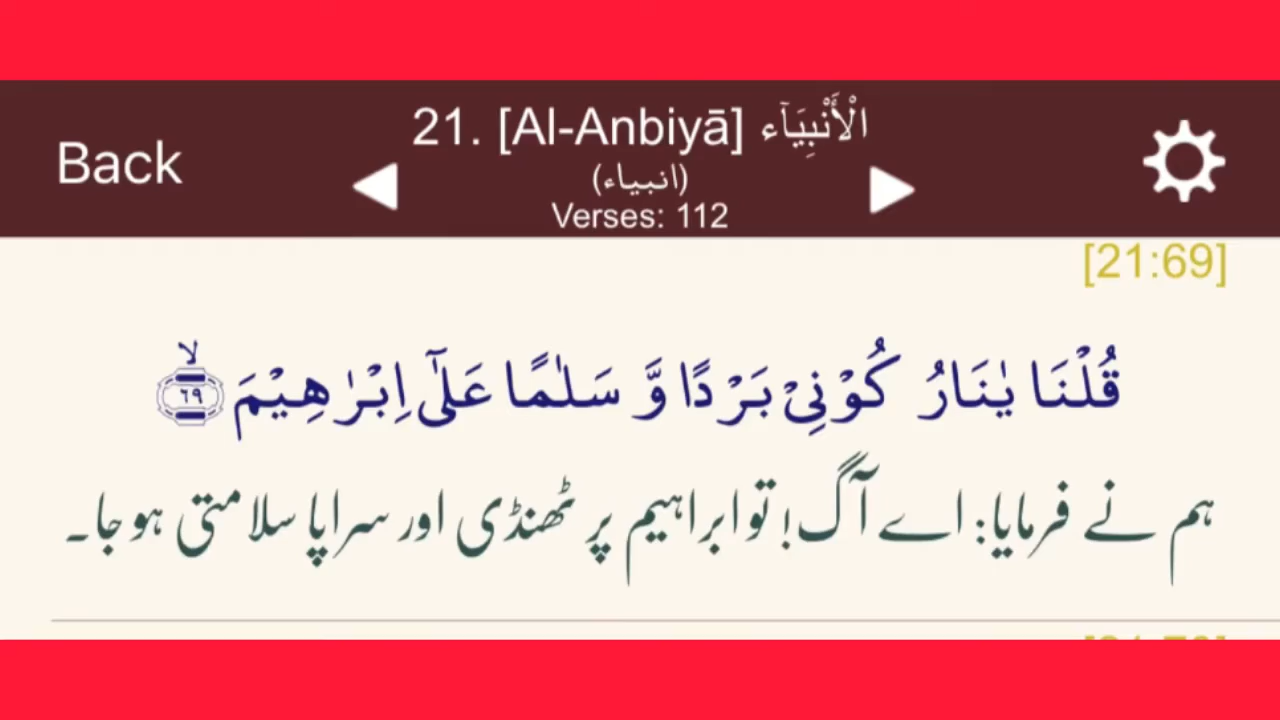 21. [Al-Anbiyā] الْأَنْبِيَآء
Back
(انبیاء)
Verses: 112
[21:69]
قُلْنَا یٰنَارُ كُوْنِیْ بَرْدًا وَّ سَلٰمًا عَلٰۤی اِبْرٰهِیْمَ ۙ﴿۶۹﴾
ہم نے فرمایا: اے آگ! تو ابراہیم پر ٹھنڈی اور سراپا سلامتی ہو جا۔